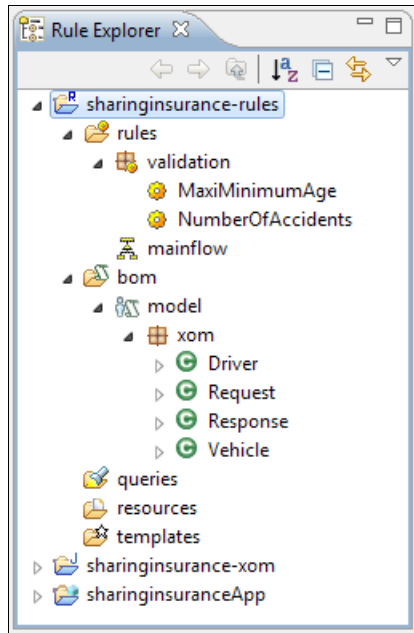 Rule Explorer
sharinginsurance-rules
rules
validation
MaxiMinimumAge
NumberOfAccidents
mainflow
bom
model
xom
Driver
Request
Response
Vehicle
queries
resources
templates
sharinginsurance-xom
sharinginsuranceApp